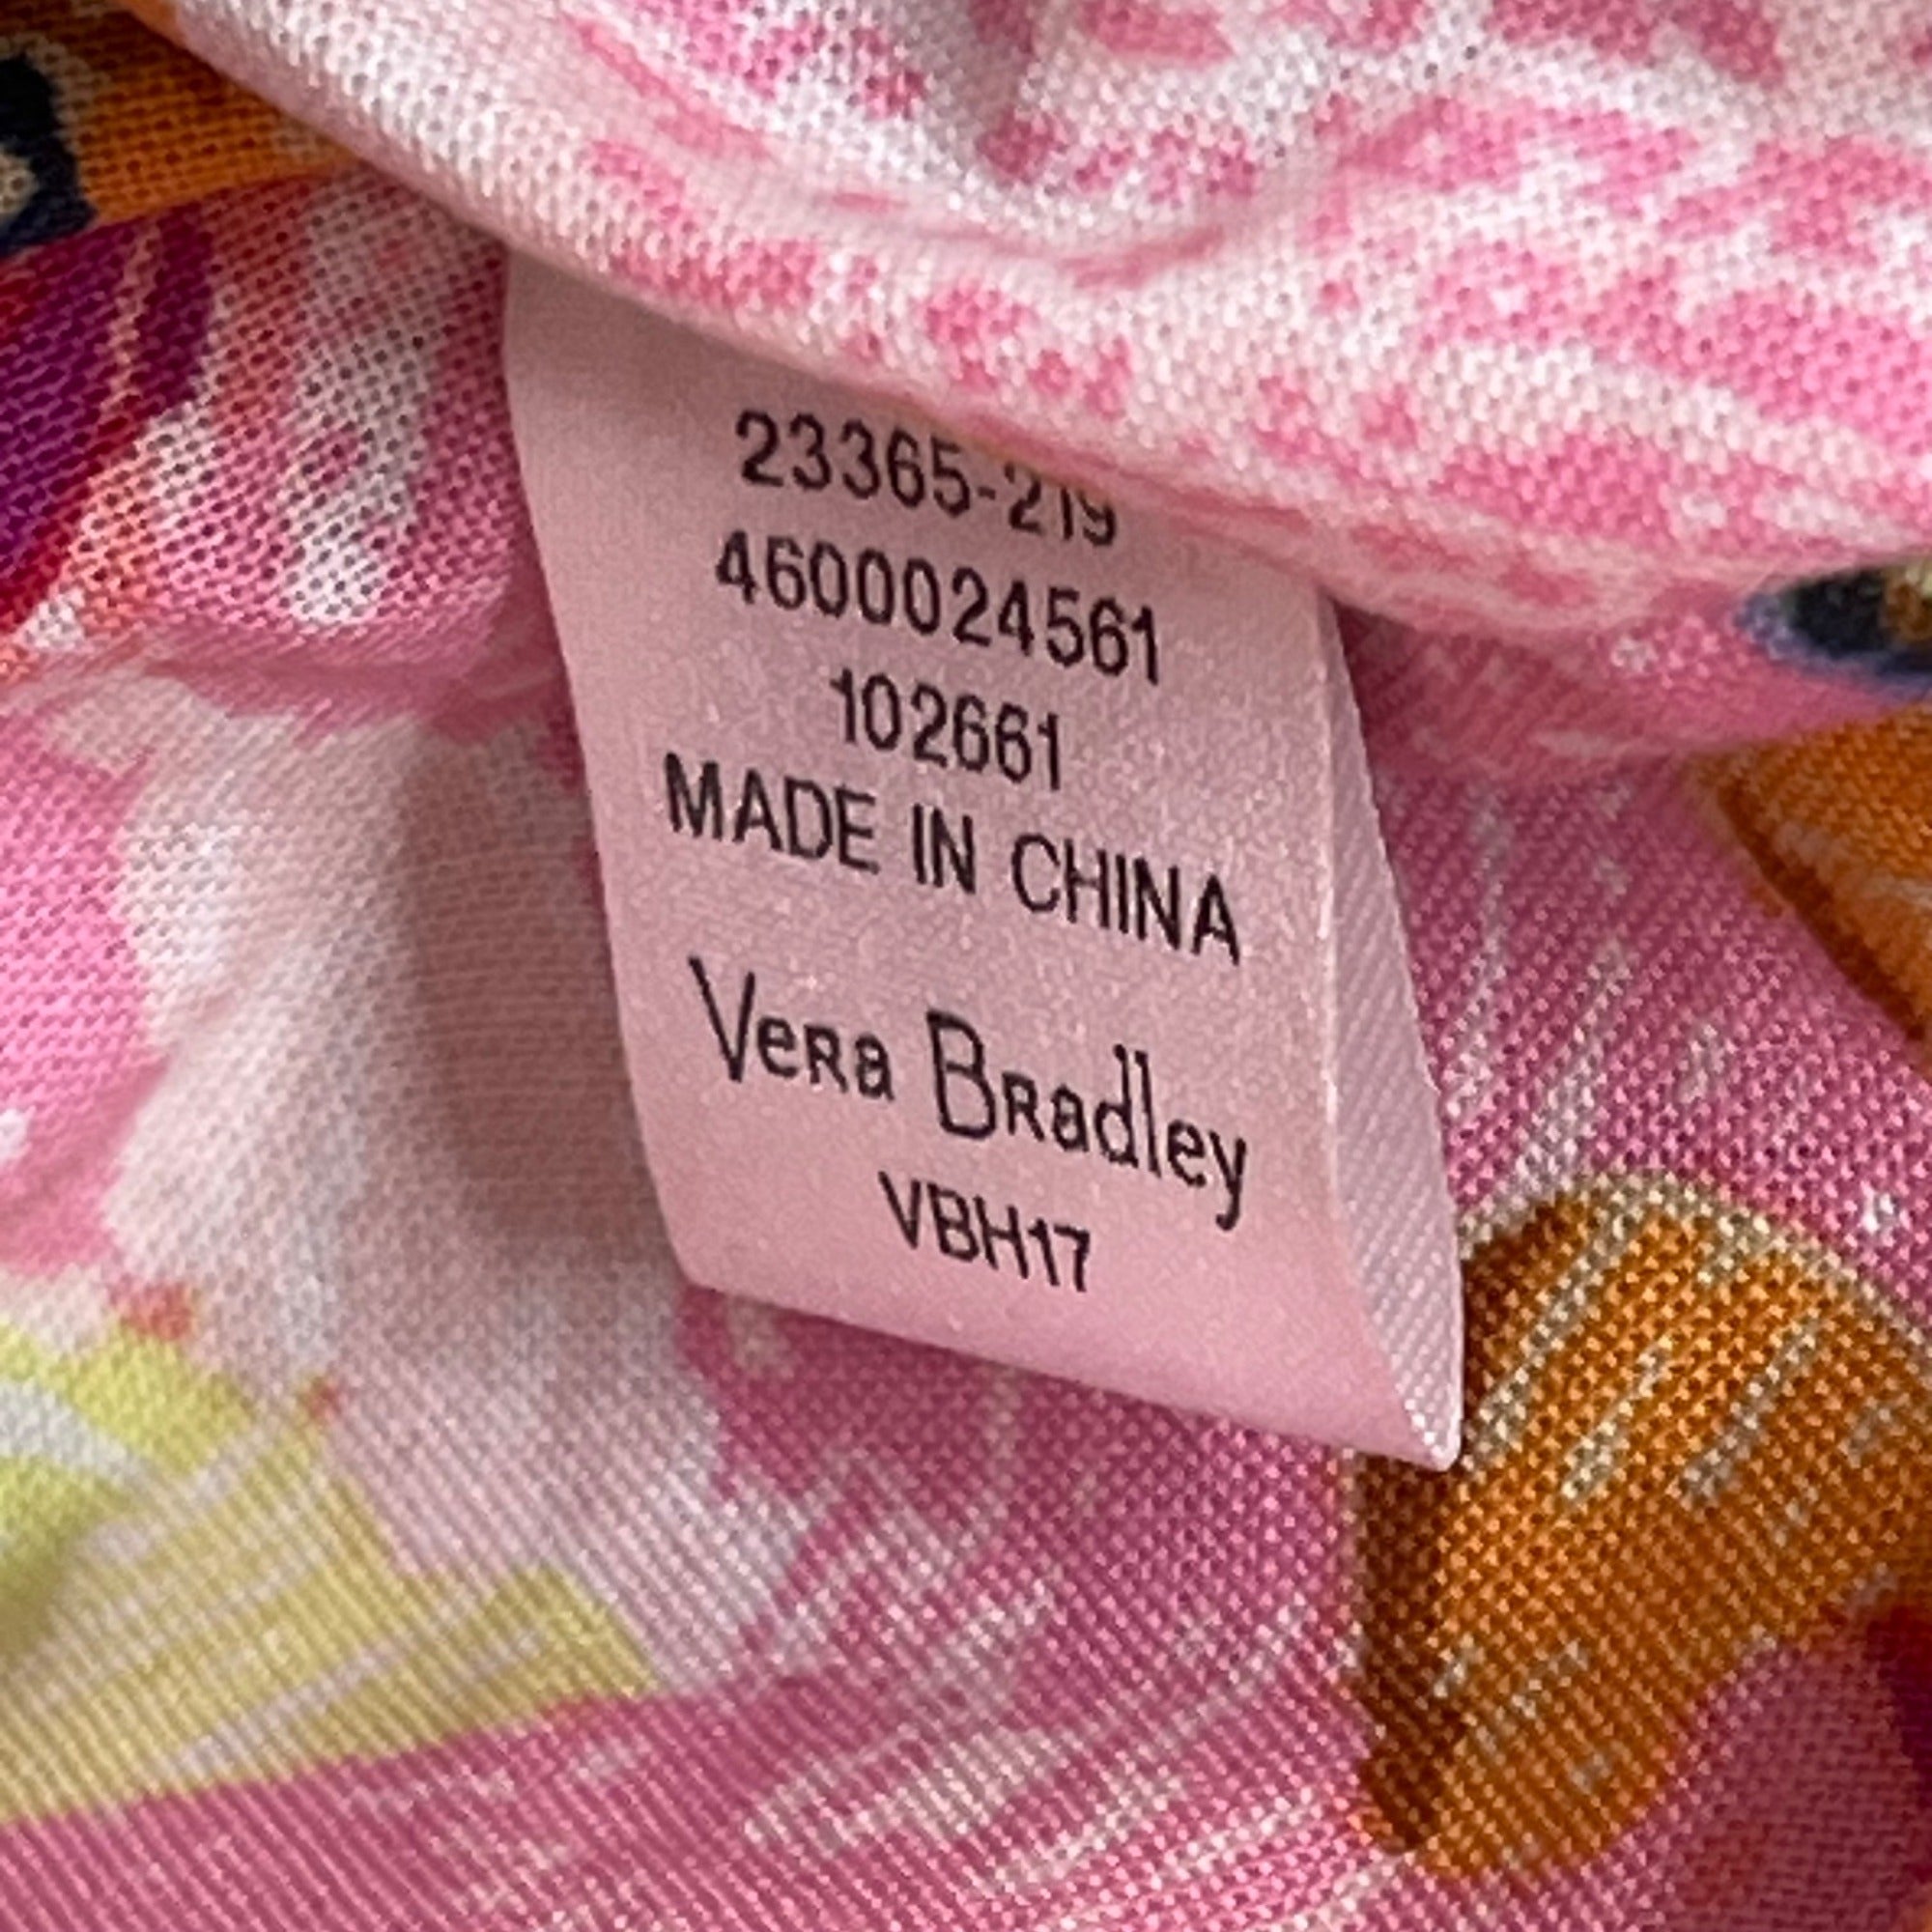 23365-219
4600024561
102661
MADE IN CHINA
Vera Bradley
VBH17